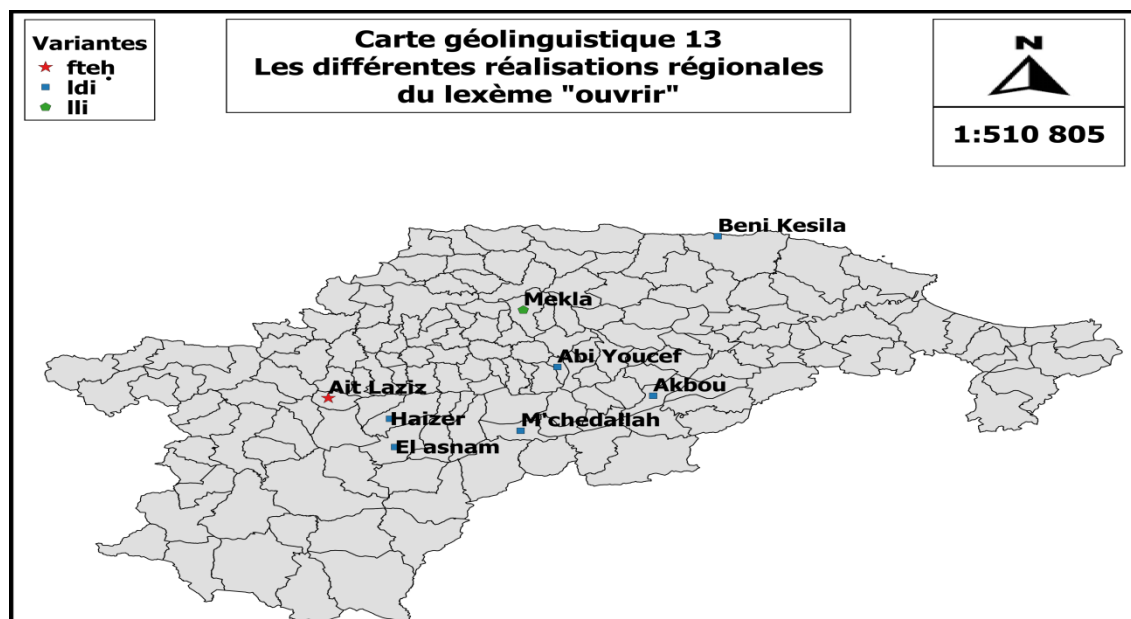 Variantes
fteḥ
ldi
lli
Carte géolinguistique 13
Les différentes réalisations régionales
du lexème "ouvrir"
N
1:510 805
Beni Kesila
Mekla
Abi Youcef
Ait Laziz
Akbou
Haizer
M'chedallah
El asnam